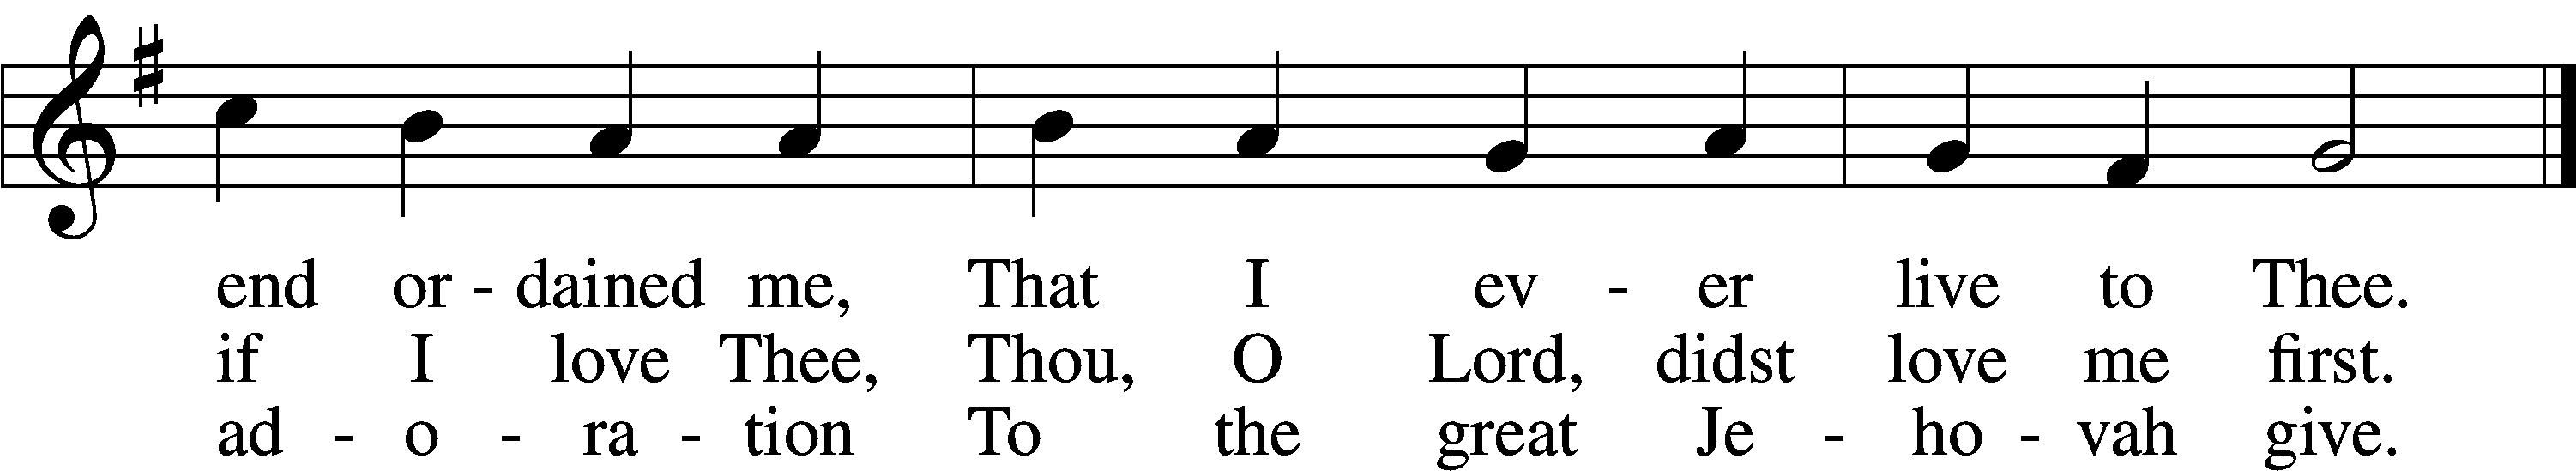 end or - dained me, That I ev - er live to Thee.
if I love Thee, Thou, O Lord, didst love me first.
ad - o - ra - tion To the great Je - ho - vah give.